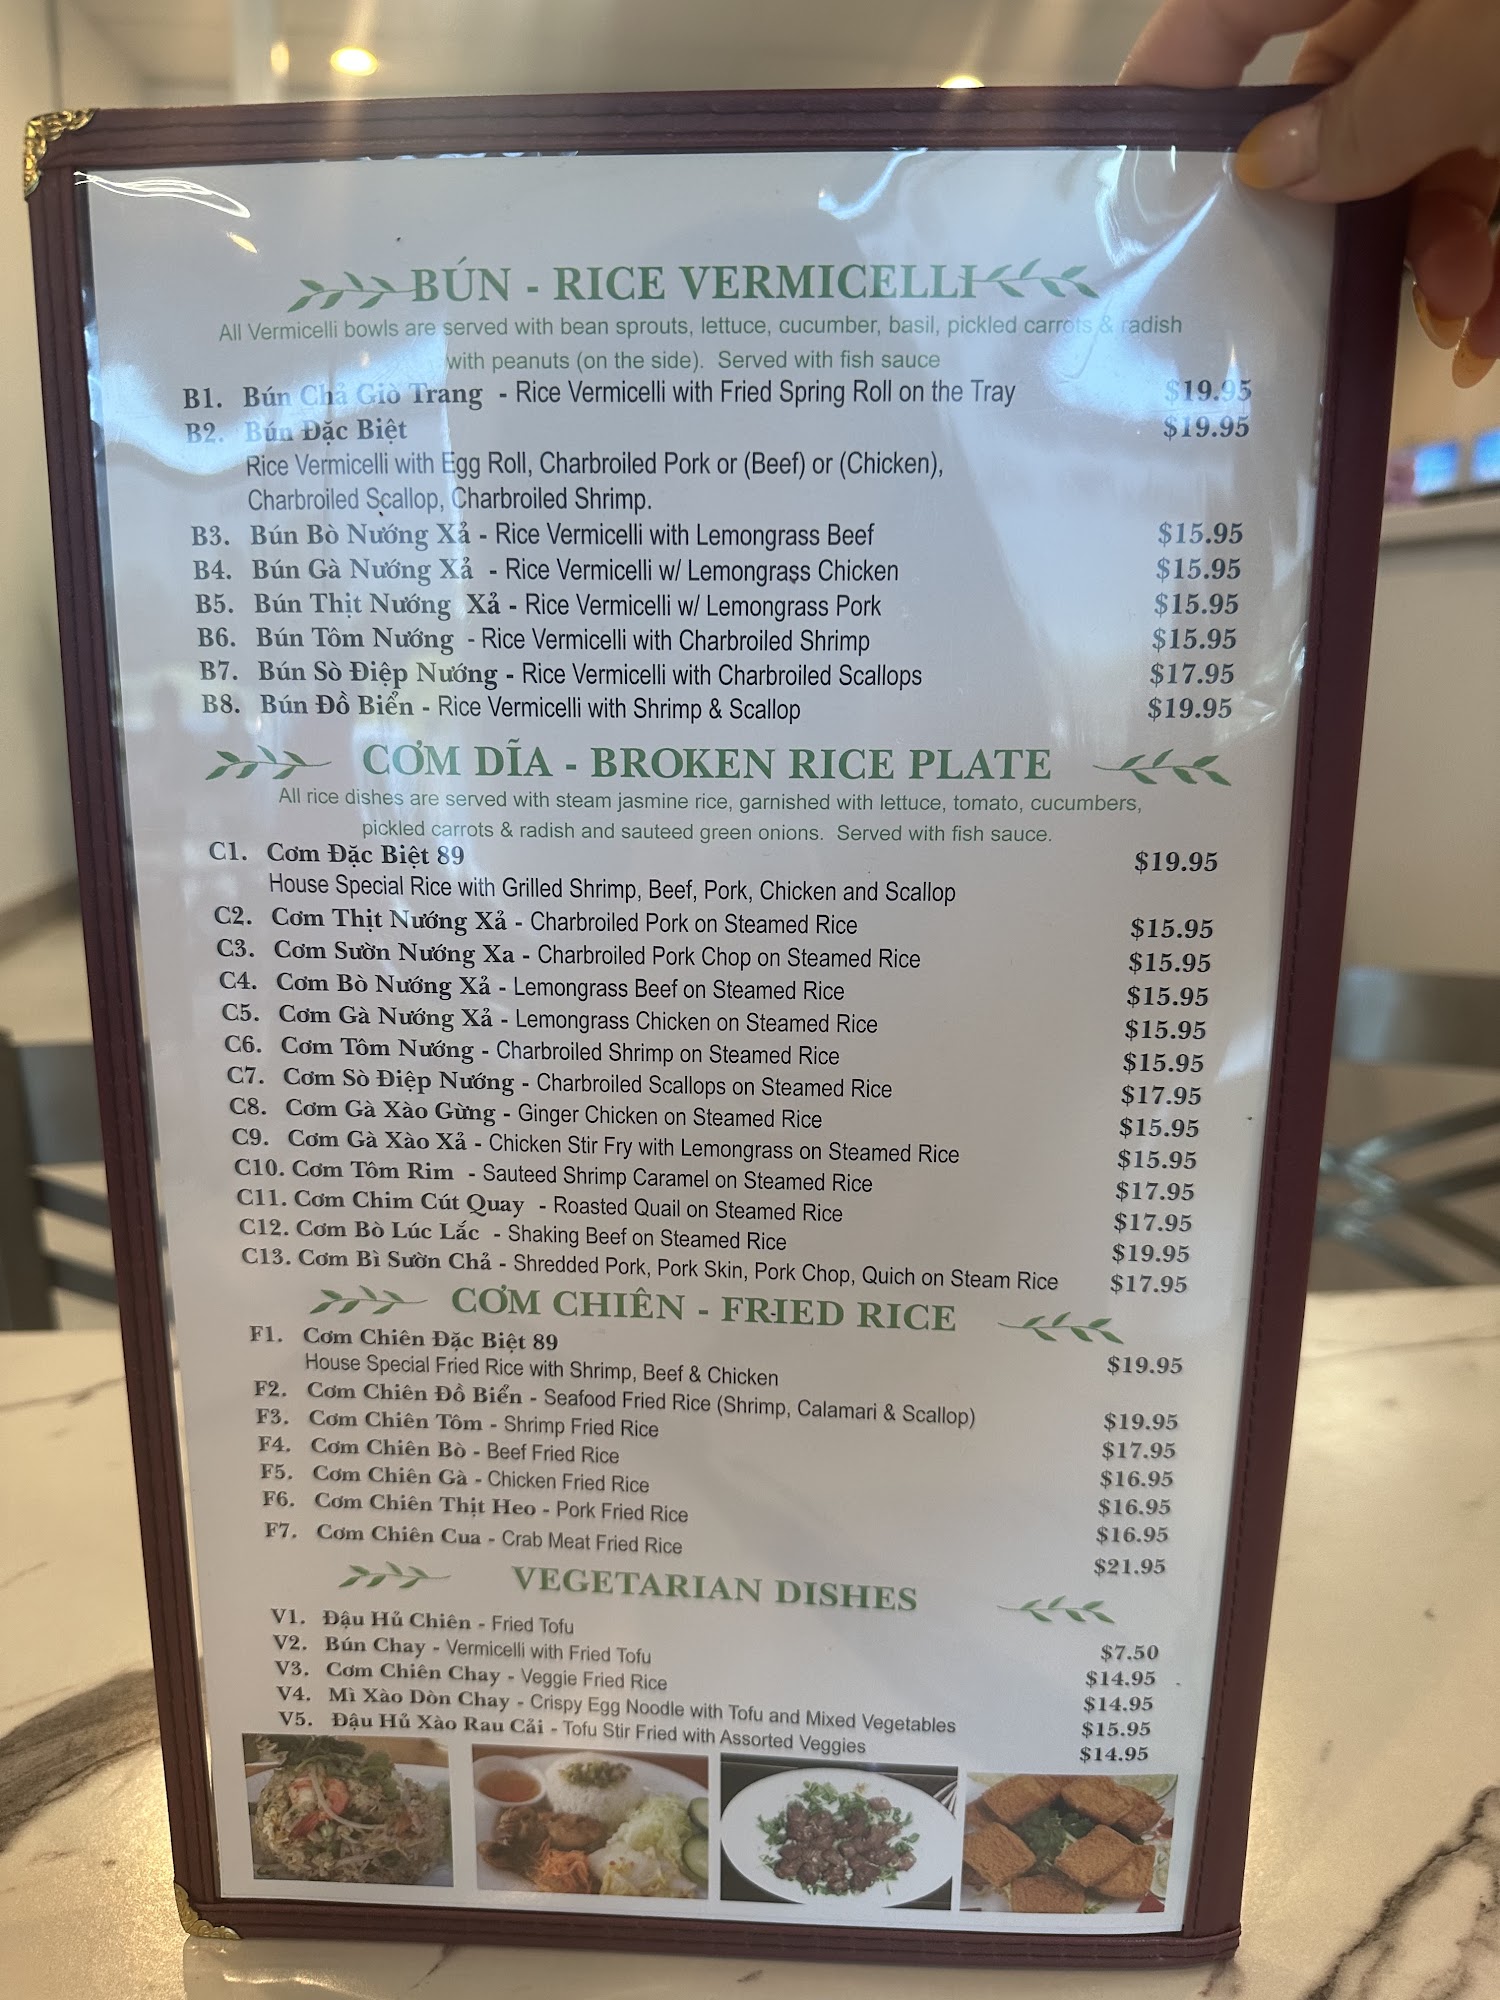 BÚN - RICE VERMICELLI
All Vermicelli bowls are served with bean sprouts, lettuce, cucumber, basil, pickled carrots & radish
with peanuts (on the side). Served with fish sauce
B1. Bún Chả Giò Trang - Rice Vermicelli with Fried Spring Roll on the Tray $19.95
B2. Bún Đặc Biệt $19.95
Rice Vermicelli with Egg Roll, Charbroiled Pork or (Beef) or (Chicken),
Charbroiled Scallop, Charbroiled Shrimp.
B3. Bún Bò Nướng Xả - Rice Vermicelli with Lemongrass Beef $15.95
B4. Bún Gà Nướng Xả - Rice Vermicelli w/ Lemongrass Chicken $15.95
B5. Bún Thịt Nướng Xả - Rice Vermicelli w/ Lemongrass Pork $15.95
B6. Bún Tôm Nướng - Rice Vermicelli with Charbroiled Shrimp $15.95
B7. Bún Sò Điệp Nướng - Rice Vermicelli with Charbroiled Scallops $17.95
B8. Bún Đồ Biển - Rice Vermicelli with Shrimp & Scallop $19.95
CƠM DĨA - BROKEN RICE PLATE
All rice dishes are served with steam jasmine rice, garnished with lettuce, tomato, cucumbers,
pickled carrots & radish and sauteed green onions. Served with fish sauce.
C1. Cơm Đặc Biệt 89 $19.95
House Special Rice with Grilled Shrimp, Beef, Pork, Chicken and Scallop
C2. Cơm Thịt Nướng Xả - Charbroiled Pork on Steamed Rice $15.95
C3. Cơm Sườn Nướng Xa - Charbroiled Pork Chop on Steamed Rice $15.95
C4. Cơm Bò Nướng Xả - Lemongrass Beef on Steamed Rice $15.95
C5. Cơm Gà Nướng Xả - Lemongrass Chicken on Steamed Rice $15.95
C6. Cơm Tôm Nướng - Charbroiled Shrimp on Steamed Rice $15.95
C7. Cơm Sò Điệp Nướng - Charbroiled Scallops on Steamed Rice $17.95
C8. Cơm Gà Xào Gừng - Ginger Chicken on Steamed Rice $15.95
C9. Cơm Gà Xào Xả - Chicken Stir Fry with Lemongrass on Steamed Rice $15.95
C10. Cơm Tôm Rim - Sauteed Shrimp Caramel on Steamed Rice $17.95
C11. Cơm Chim Cút Quay - Roasted Quail on Steamed Rice $17.95
C12. Cơm Bò Lúc Lắc - Shaking Beef on Steamed Rice $19.95
C13. Cơm Bì Sườn Chả - Shredded Pork, Pork Skin, Pork Chop, Quich on Steam Rice $17.95
CƠM CHIÊN - FRIED RICE
F1. Cơm Chiên Đặc Biệt 89 $19.95
House Special Fried Rice with Shrimp, Beef & Chicken
F2. Cơm Chiên Đồ Biển - Seafood Fried Rice (Shrimp, Calamari & Scallop) $19.95
F3. Cơm Chiên Tôm - Shrimp Fried Rice $17.95
F4. Cơm Chiên Bò - Beef Fried Rice $16.95
F5. Cơm Chiên Gà - Chicken Fried Rice $16.95
F6. Cơm Chiên Thịt Heo - Pork Fried Rice $16.95
F7. Cơm Chiên Cua - Crab Meat Fried Rice $21.95
VEGETARIAN DISHES
V1. Đậu Hủ Chiên - Fried Tofu $7.50
V2. Bún Chay - Vermicelli with Fried Tofu $14.95
V3. Cơm Chiên Chay - Veggie Fried Rice $14.95
V4. Mì Xào Dòn Chay - Crispy Egg Noodle with Tofu and Mixed Vegetables $15.95
V5. Đậu Hủ Xào Rau Cải - Tofu Stir Fried with Assorted Veggies $14.95